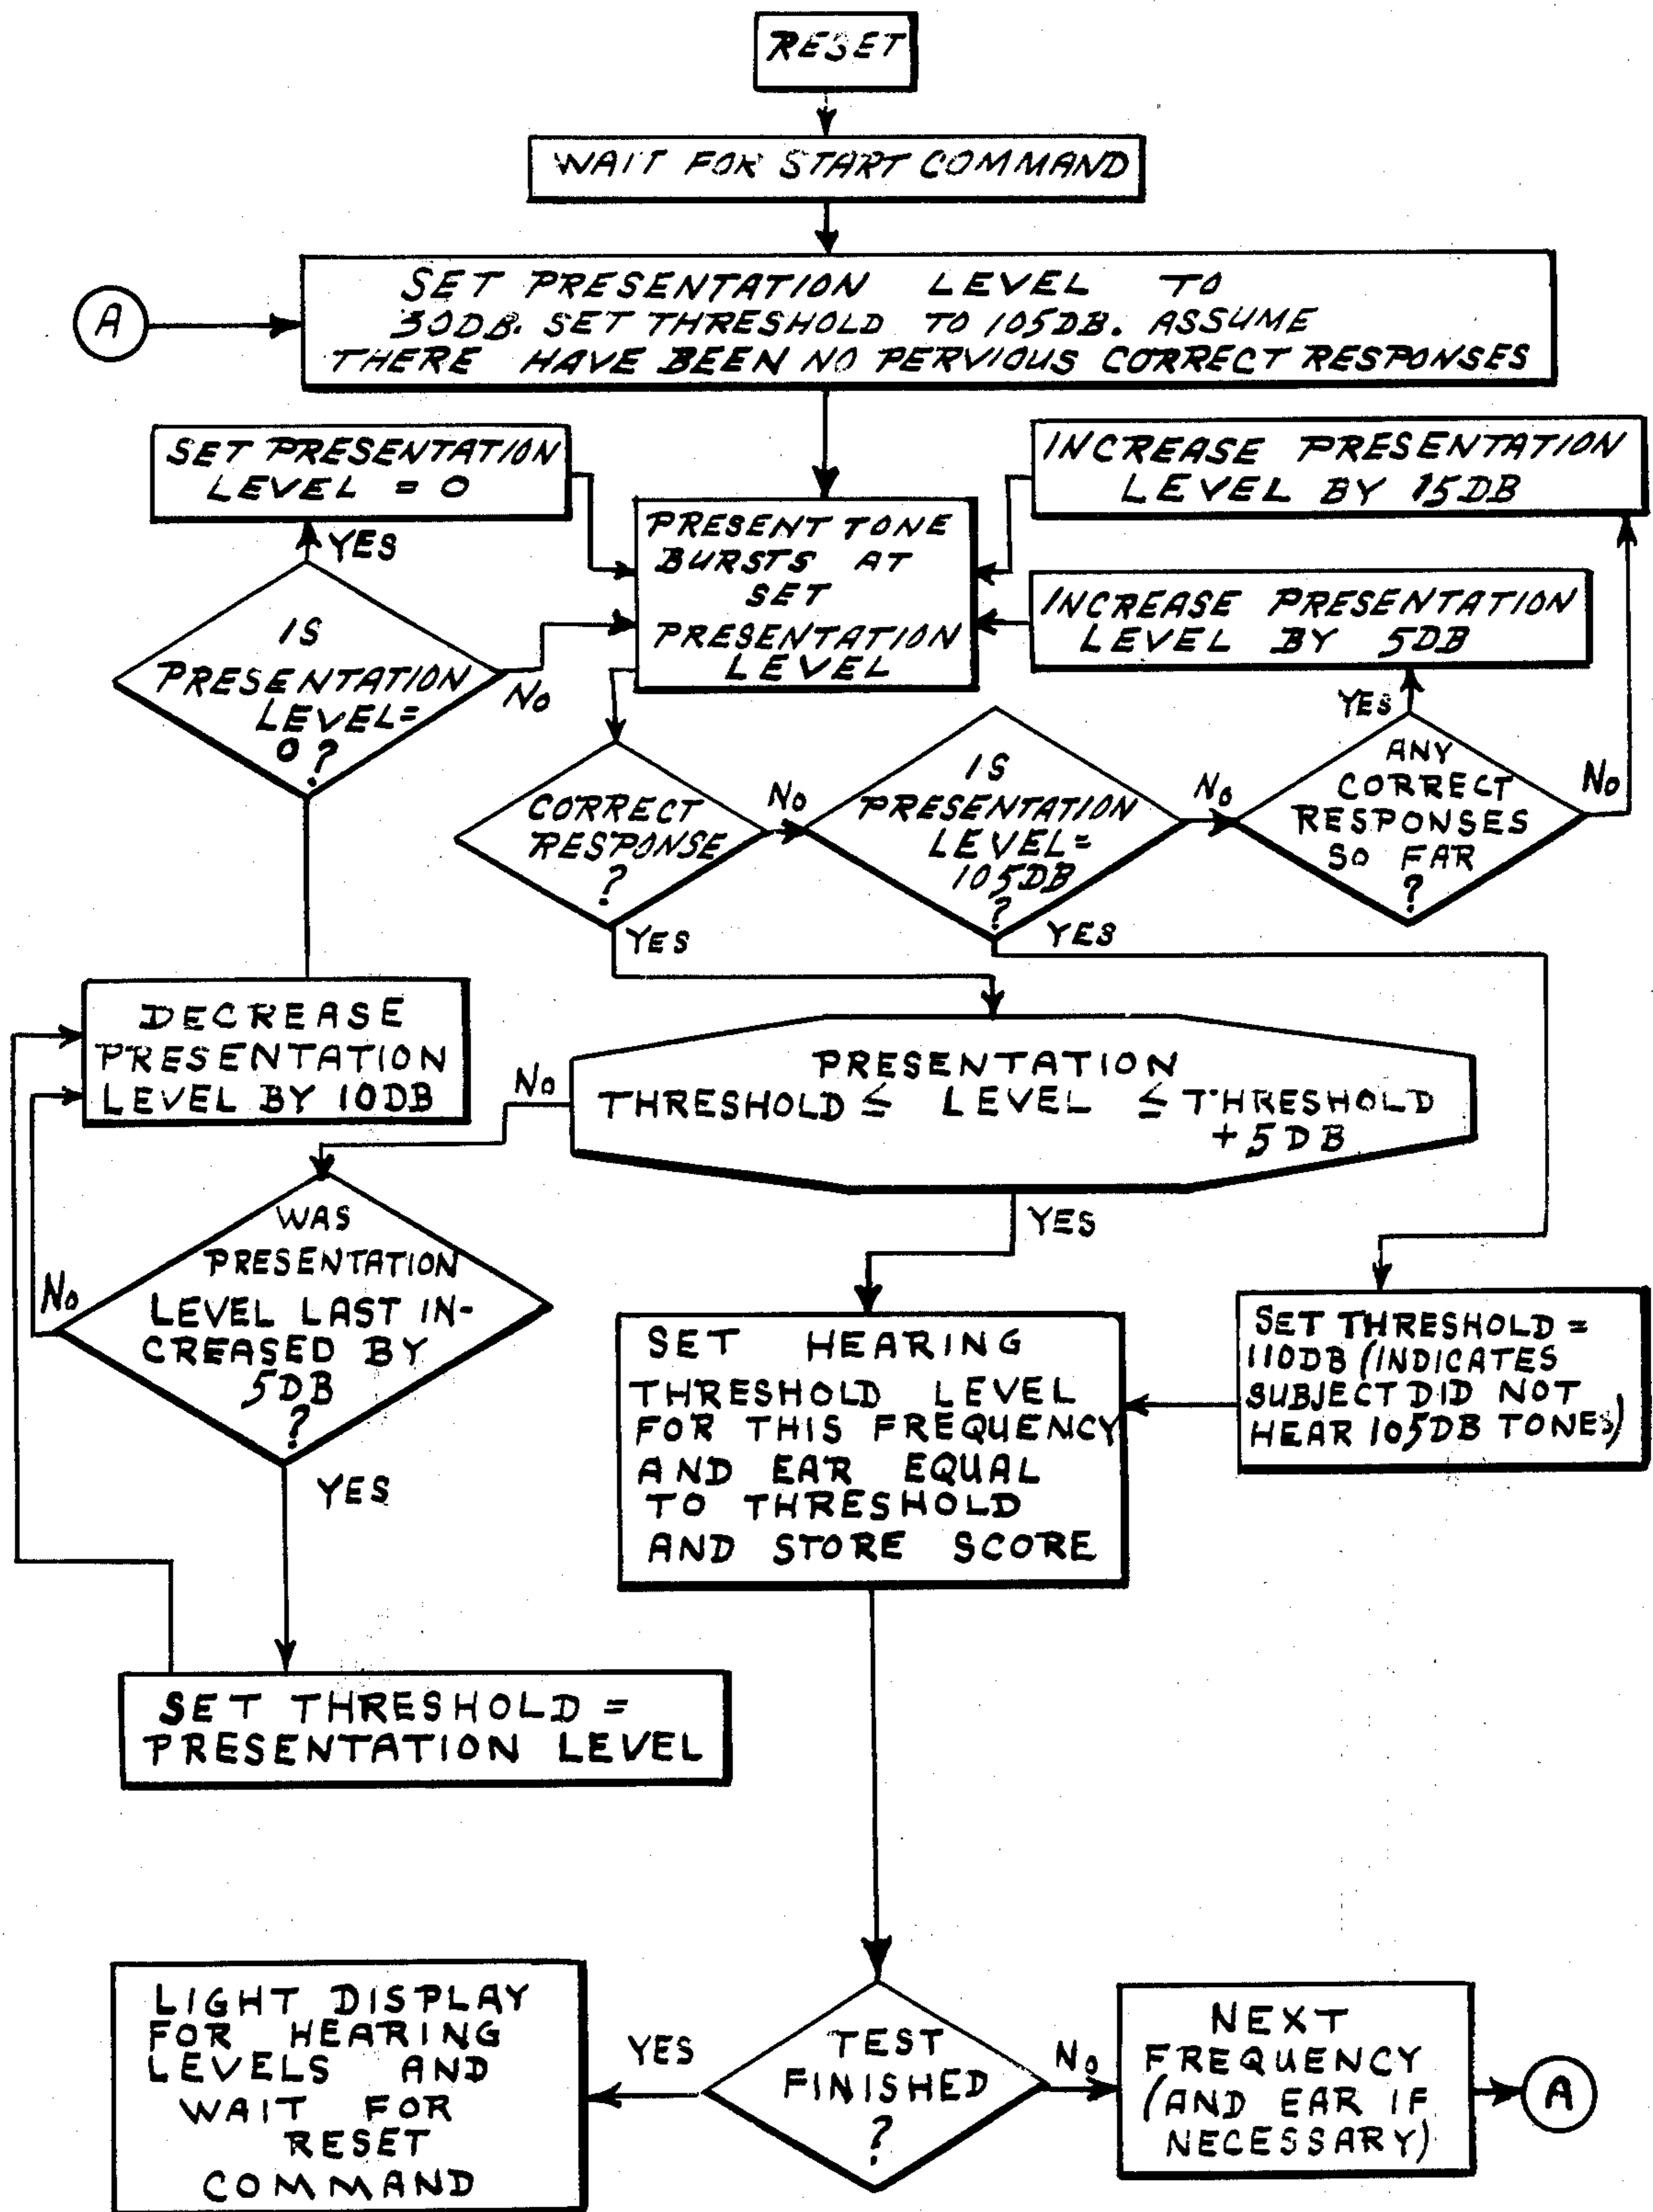 RESET
WAIT FOR START COMMAND
A
SET PRESENTATION LEVEL TO
30DB. SET THRESHOLD TO 105DB. ASSUME
THERE HAVE BEEN NO PERVIOUS CORRECT RESPONSES
SET PRESENTATION
LEVEL = 0
YES
IS
PRESENTATION
LEVEL=
0?
NO
PRESENT TONE
BURSTS AT
SET
PRESENTATION
LEVEL
INCREASE PRESENTATION
LEVEL BY 15DB
INCREASE PRESENTATION
LEVEL BY 5DB
YES
CORRECT
RESPONSE
?
NO
YES
IS
PRESENTATION
LEVEL=
105DB
?
NO
YES
ANY
CORRECT
RESPONSES
SO FAR
?
NO
DECREASE
PRESENTATION
LEVEL BY 10DB
NO
PRESENTATION
THRESHOLD ≤ LEVEL ≤ THRESHOLD
+5DB
YES
WAS
PRESENTATION
LEVEL LAST IN-
CREASED BY
5DB
?
NO
YES
SET HEARING
THRESHOLD LEVEL
FOR THIS FREQUENCY
AND EAR EQUAL
TO THRESHOLD
AND STORE SCORE
SET THRESHOLD =
110DB (INDICATES
SUBJECT DID NOT
HEAR 105DB TONES)
SET THRESHOLD =
PRESENTATION LEVEL
LIGHT DISPLAY
FOR HEARING
LEVELS AND
WAIT FOR
RESET
COMMAND
YES
TEST
FINISHED
?
NO
NEXT
FREQUENCY
(AND EAR IF
NECESSARY)
A